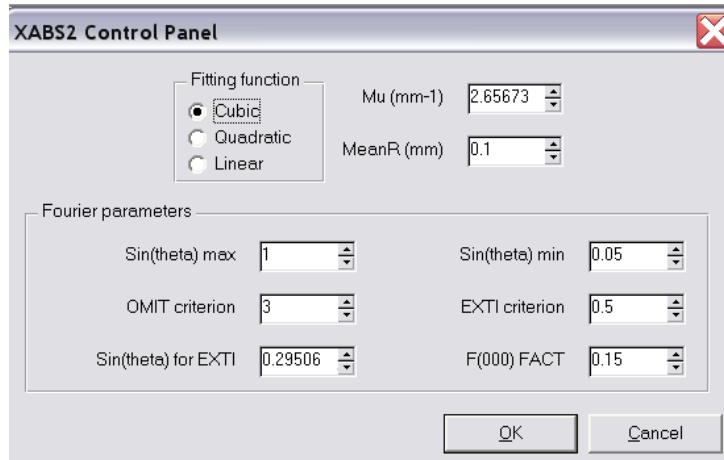 XABS2 Control Panel
Fitting function
Cubic
Quadratic
Linear
Mu (mm-1) 2.65673
MeanR (mm) 0.1
Fourier parameters
Sin(theta) max 1 Sin(theta) min 0.05
OMIT criterion 3 EXTI criterion 0.5
Sin(theta) for EXTI 0.29506 F(000) FACT 0.15
OK Cancel